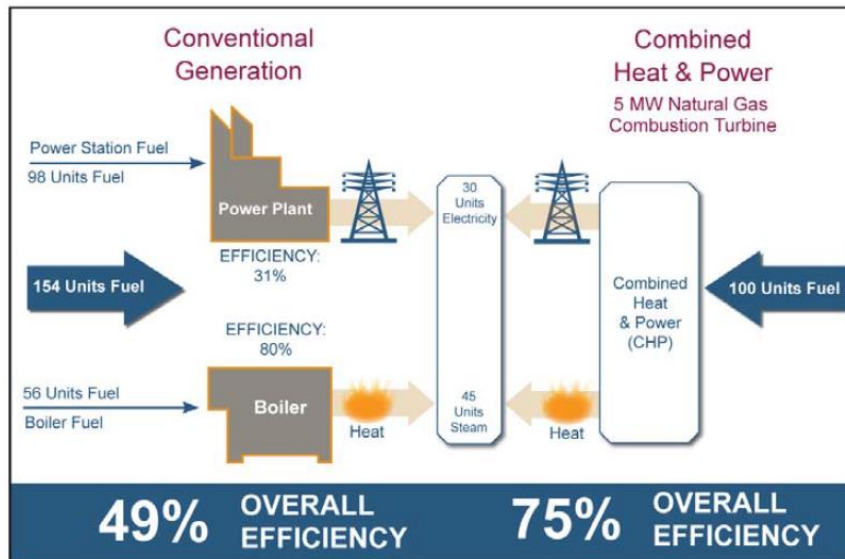 Conventional
Generation
Combined
Heat & Power
5 MW Natural Gas
Combustion Turbine
Power Station Fuel
98 Units Fuel
Power Plant
EFFICIENCY:
31%
30
Units
Electricity
154 Units Fuel
Combined
Heat
& Power
(CHP)
100 Units Fuel
EFFICIENCY:
80%
56 Units Fuel
Boiler Fuel
Boiler
Heat
45
Units
Steam
Heat
49% OVERALL
EFFICIENCY
75% OVERALL
EFFICIENCY